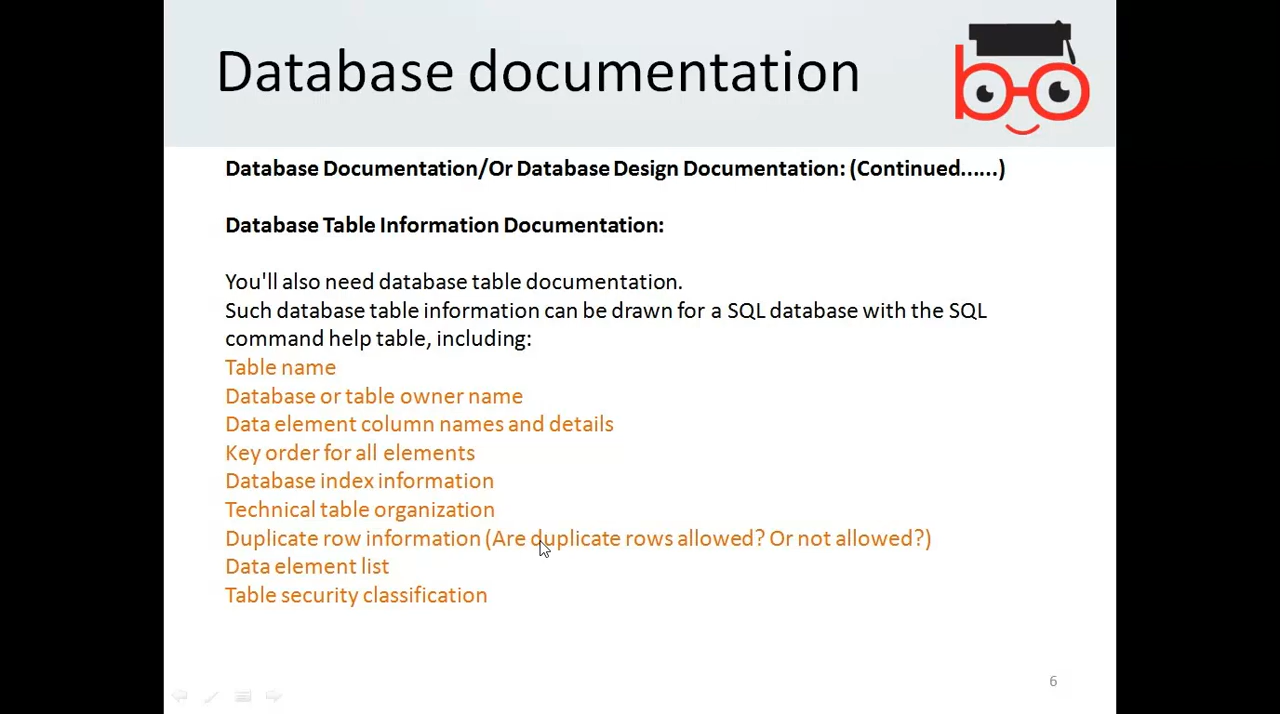 Database documentation
Database Documentation/Or Database Design Documentation: (Continued......)
Database Table Information Documentation:
You'll also need database table documentation.
Such database table information can be drawn for a SQL database with the SQL
command help table, including:
Table name
Database or table owner name
Data element column names and details
Key order for all elements
Database index information
Technical table organization
Duplicate row information (Are duplicate rows allowed? Or not allowed?)
Data element list
Table security classification
6